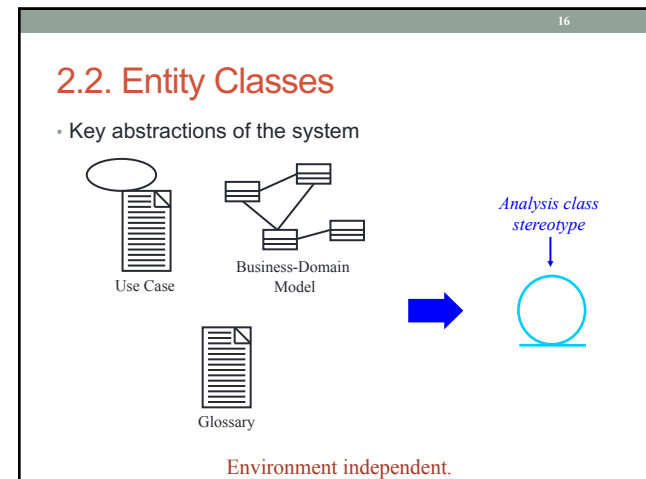 16
2.2. Entity Classes
• Key abstractions of the system
Analysis class
stereotype
Use Case
Business-Domain
Model
Glossary
Environment independent.